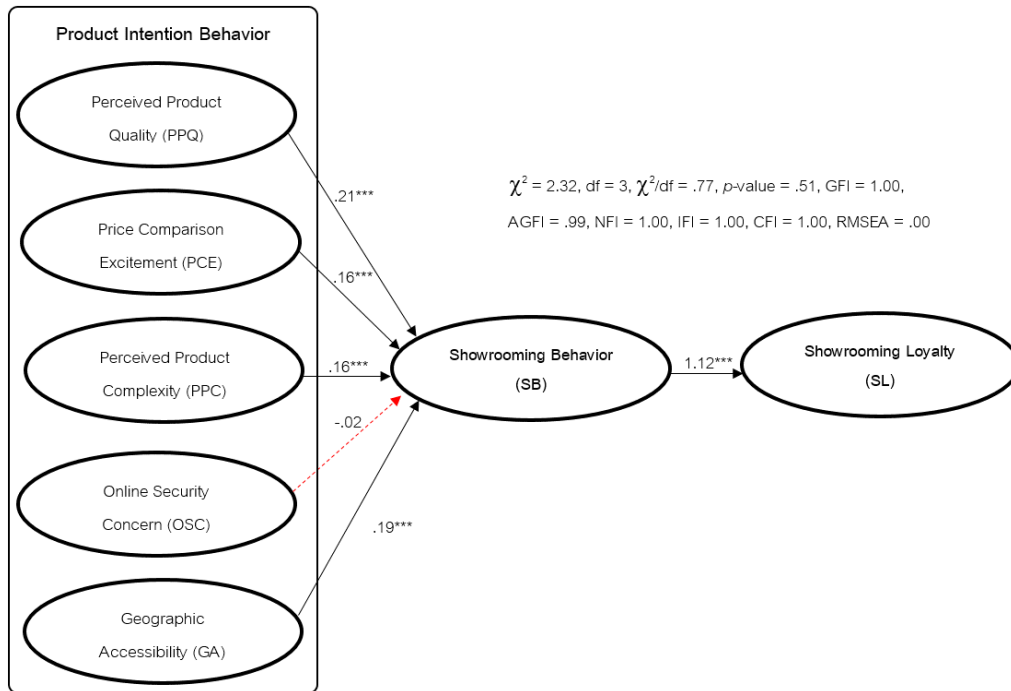 Product Intention Behavior
Perceived Product
Quality (PPQ)
.21***
χ² = 2.32, df = 3, χ²/df = .77, p-value = .51, GFI = 1.00,
AGFI = .99, NFI = 1.00, IFI = 1.00, CFI = 1.00, RMSEA = .00
Price Comparison
Excitement (PCE)
.16***
Perceived Product
Complexity (PPC)
.16***
Showrooming Behavior
(SB)
1.12***
Showrooming Loyalty
(SL)
-.02
Online Security
Concern (OSC)
.19***
Geographic
Accessibility (GA)